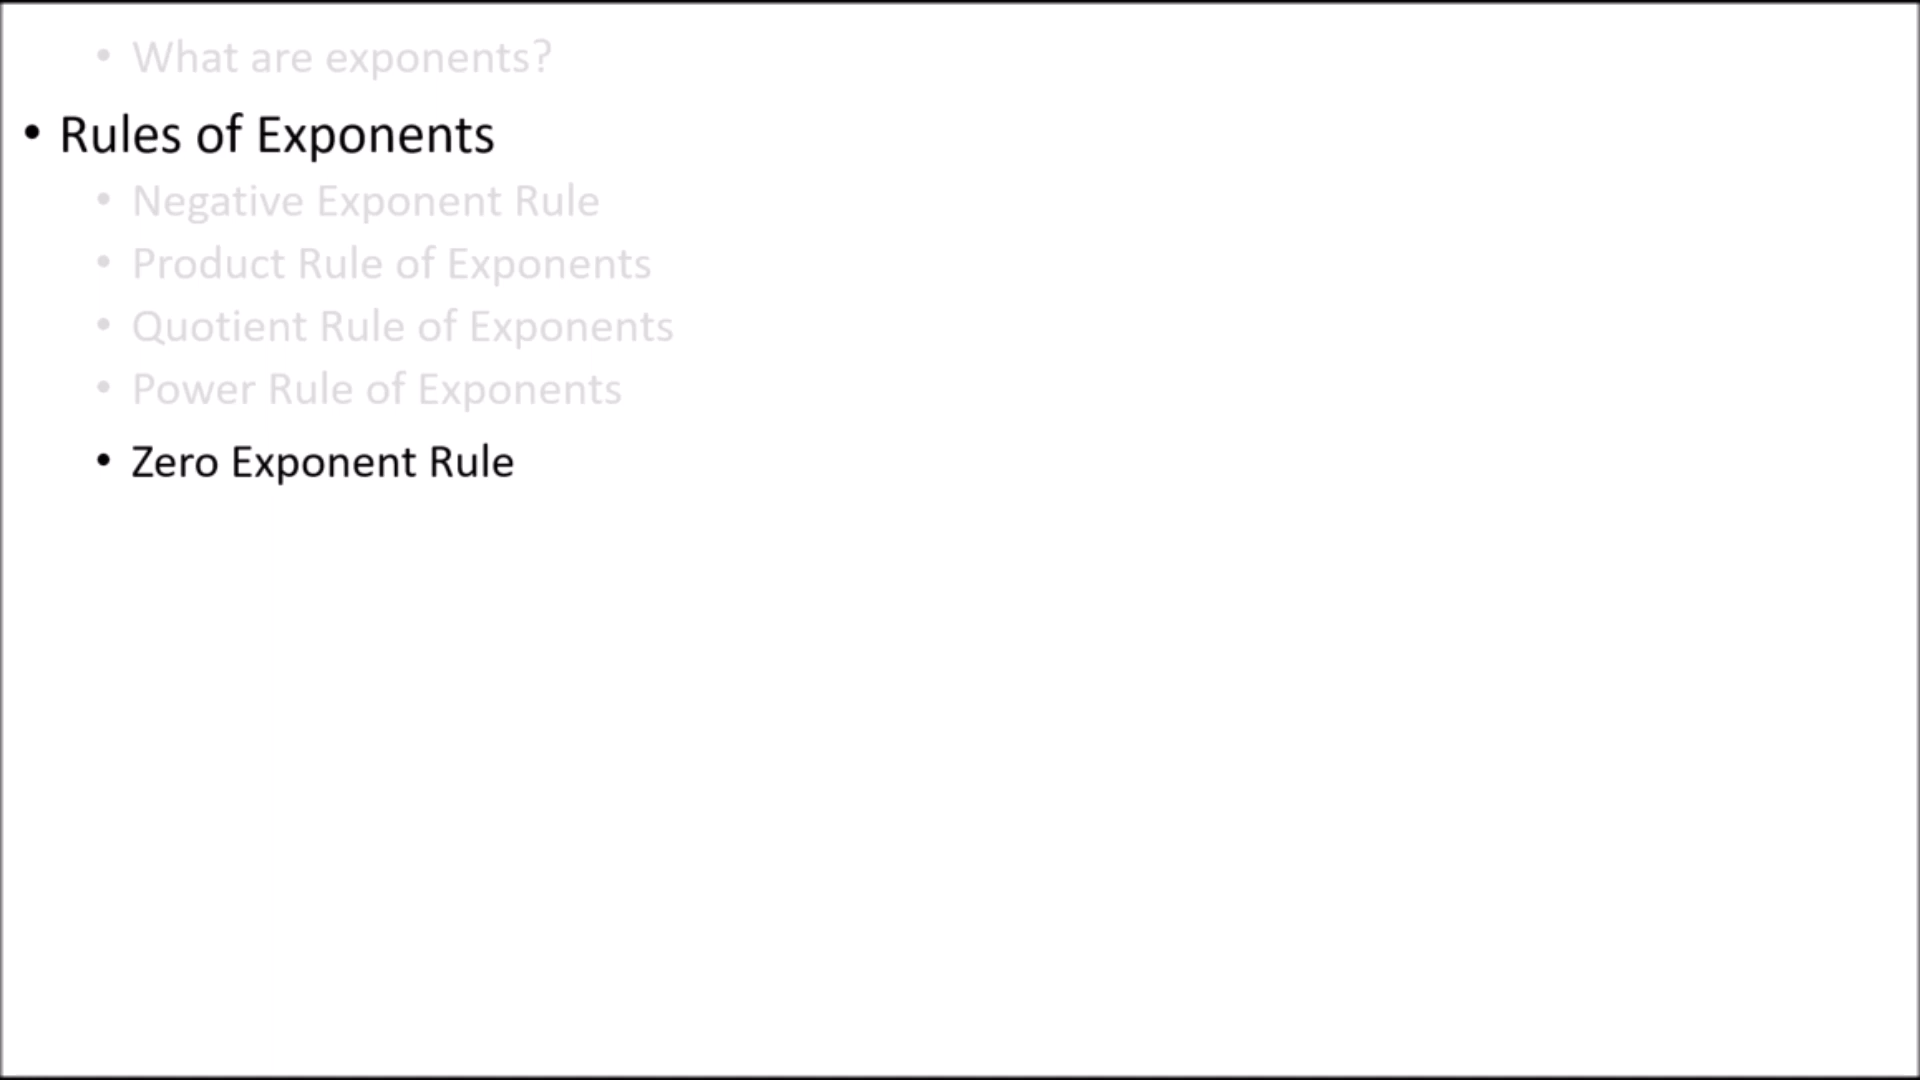 • What are exponents?
• Rules of Exponents
• Negative Exponent Rule
• Product Rule of Exponents
• Quotient Rule of Exponents
• Power Rule of Exponents
• Zero Exponent Rule